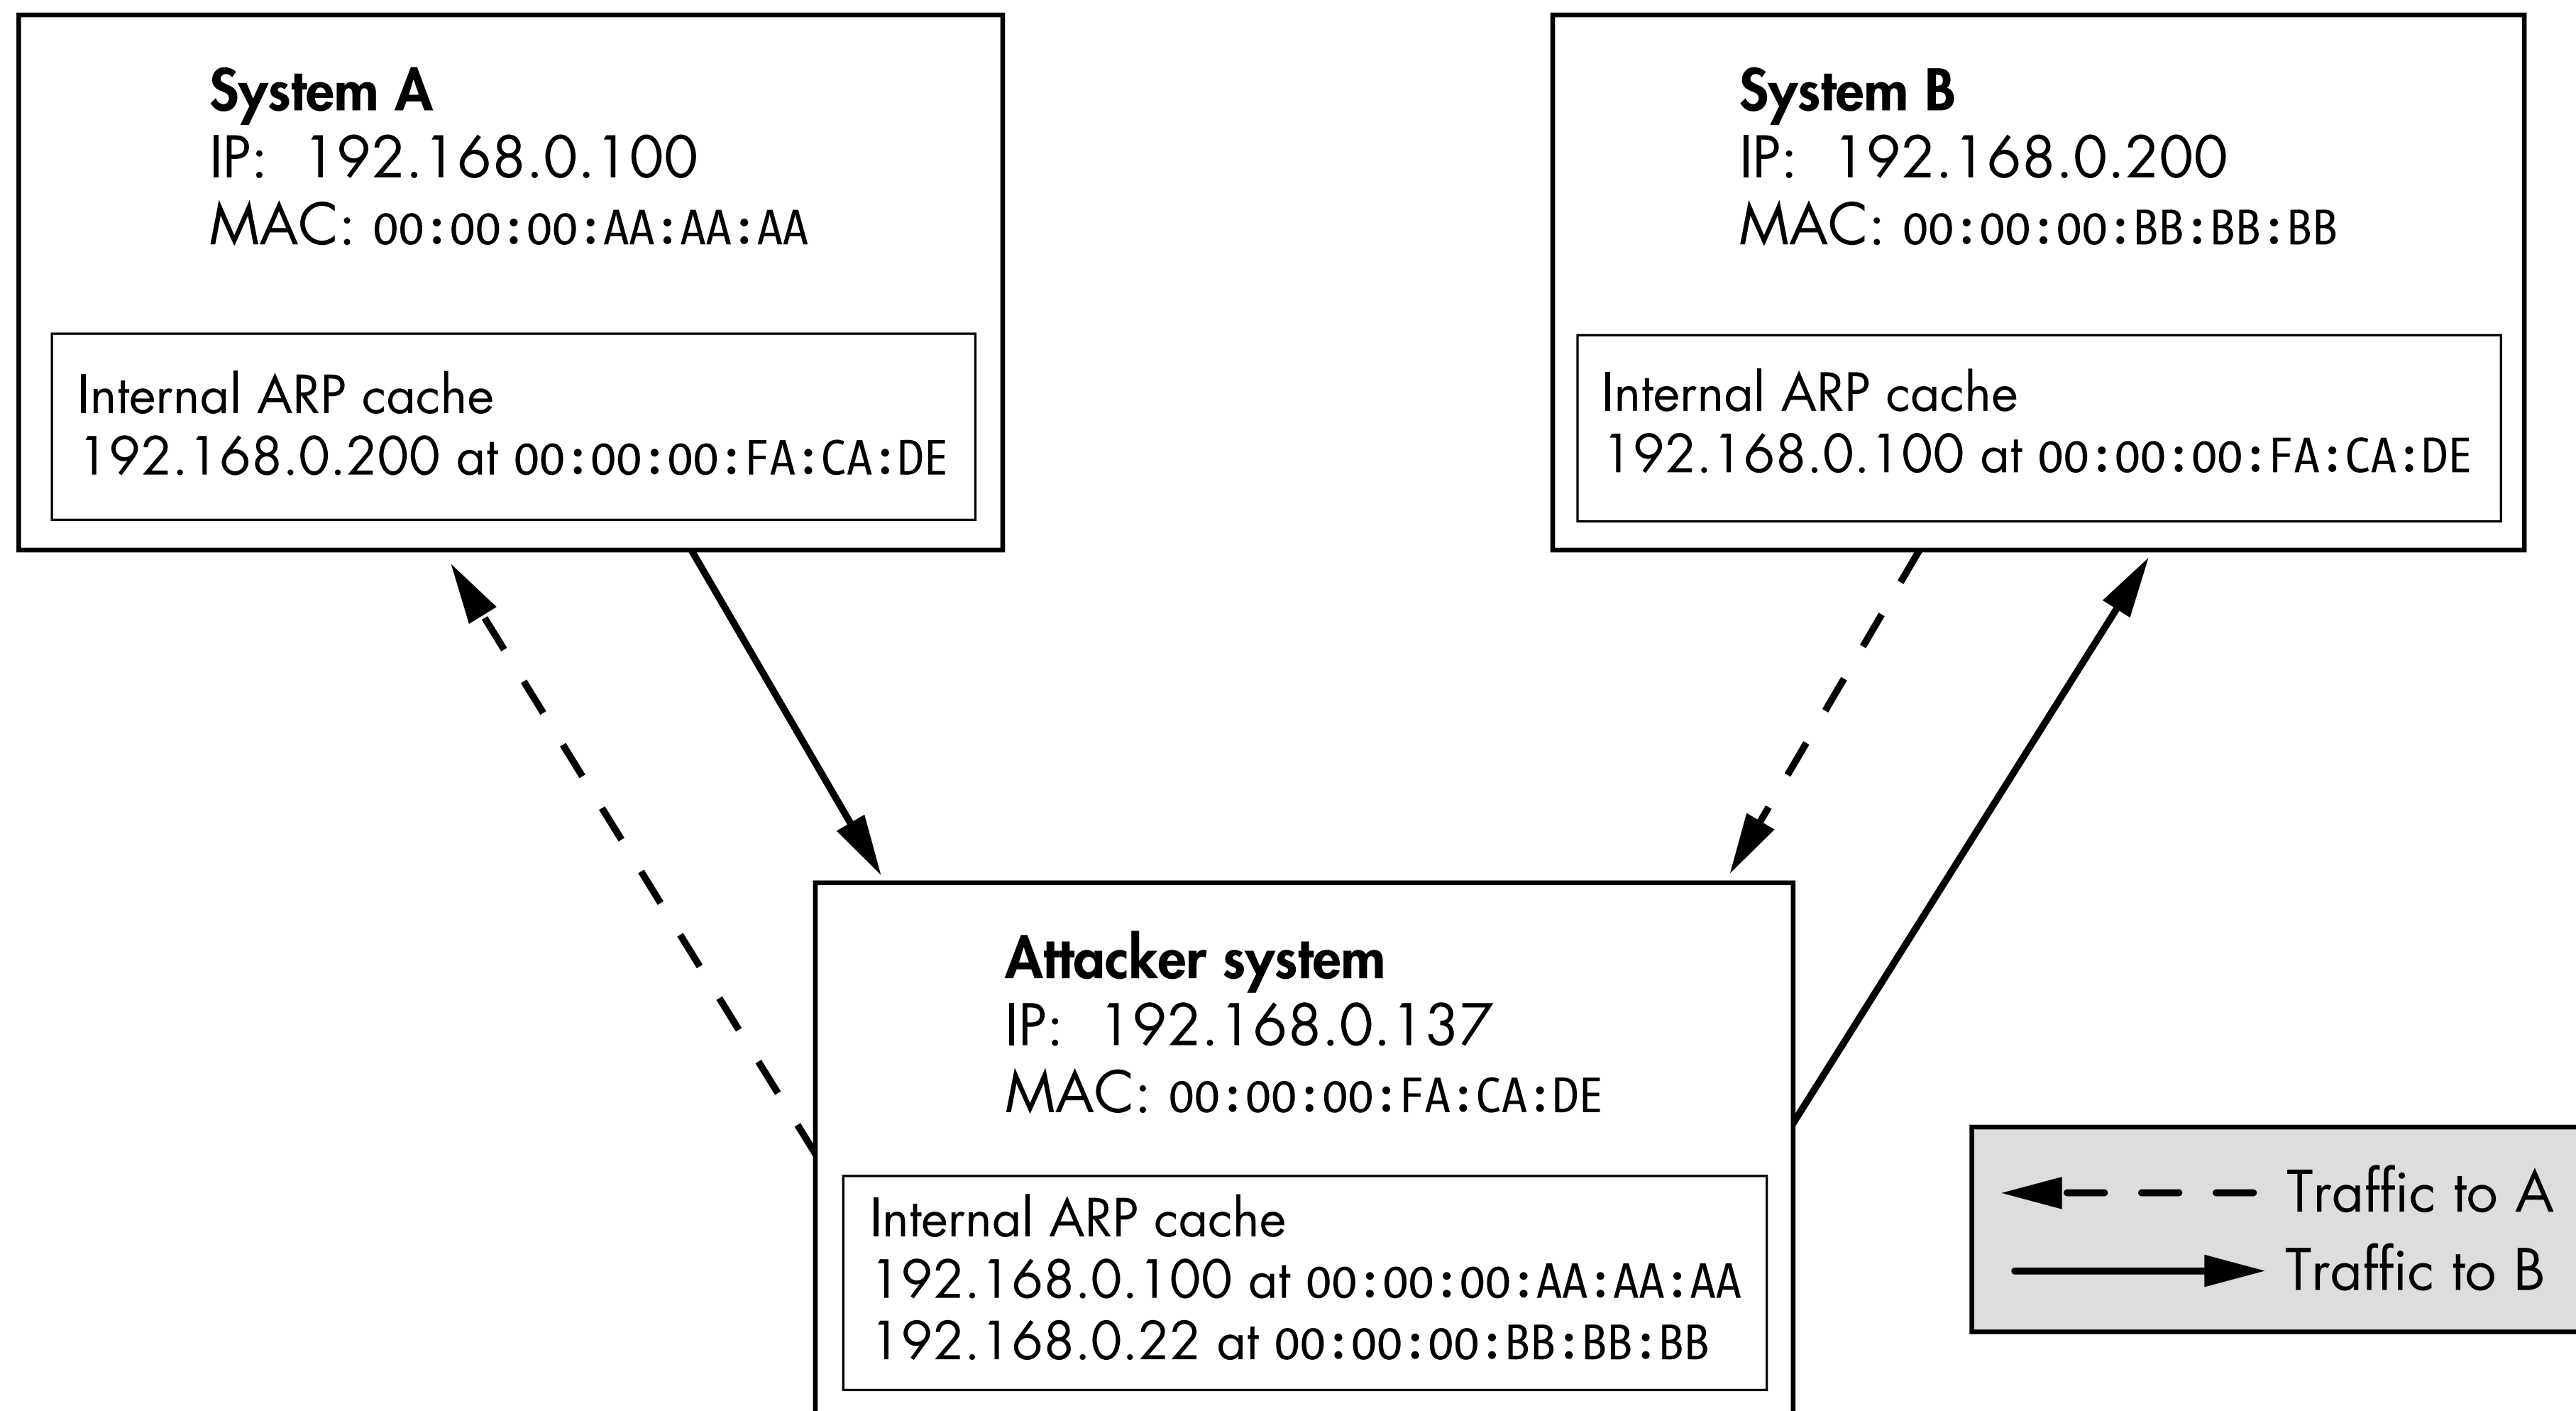 System A
IP: 192.168.0.100
MAC: 00:00:00:AA:AA:AA
Internal ARP cache
192.168.0.200 at 00:00:00:FA:CA:DE
System B
IP: 192.168.0.200
MAC: 00:00:00:BB:BB:BB
Internal ARP cache
192.168.0.100 at 00:00:00:FA:CA:DE
Attacker system
IP: 192.168.0.137
MAC: 00:00:00:FA:CA:DE
Internal ARP cache
192.168.0.100 at 00:00:00:AA:AA:AA
192.168.0.22 at 00:00:00:BB:BB:BB
Traffic to A
Traffic to B